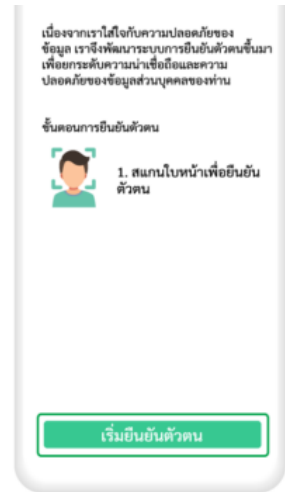 เนื่องจากเราใส่ใจกับความปลอดภัยของ
ข้อมูล เราจึงพัฒนาระบบการยืนยันตัวตนขึ้นมา
เพื่อยกระดับความน่าเชื่อถือและความ
ปลอดภัยของข้อมูลส่วนบุคคลของท่าน
ขั้นตอนการยืนยันตัวตน
1. สแกนใบหน้าเพื่อยืนยัน
ตัวตน
เริ่มยืนยันตัวตน